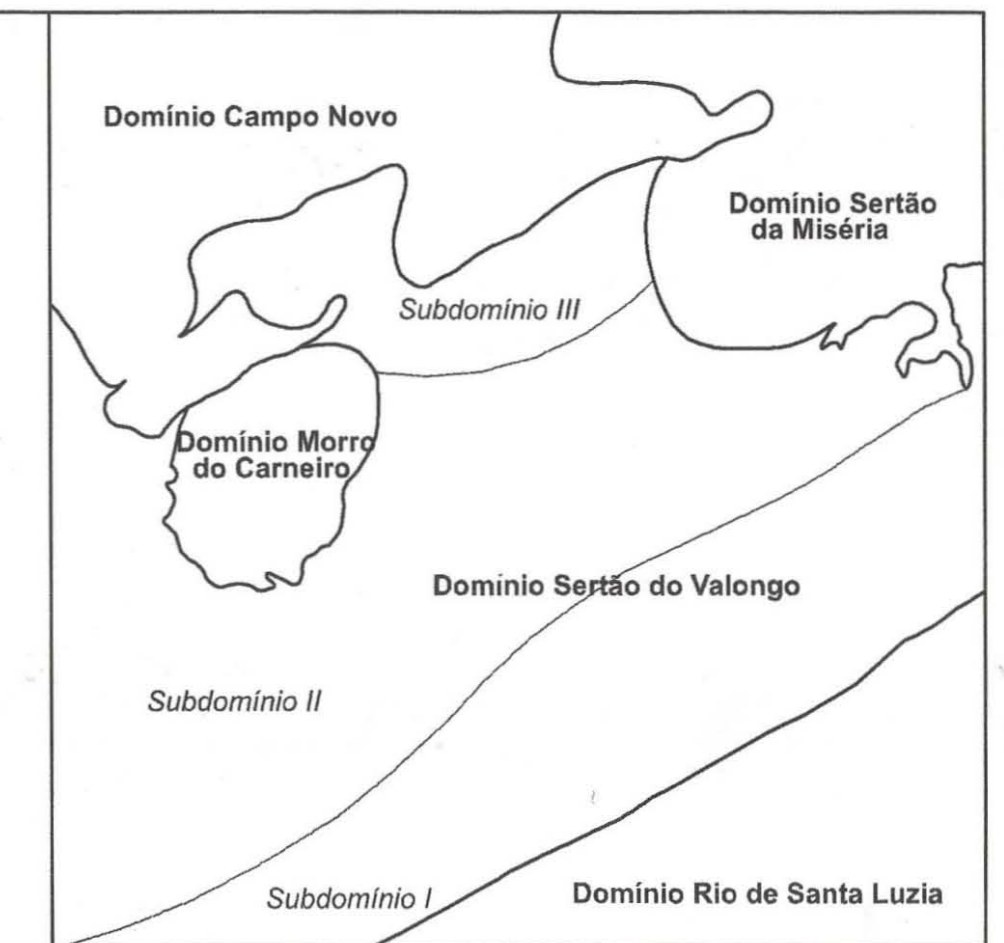 Domínio Campo Novo
Domínio Sertão
da Miséria
Subdomínio III
Domínio Morro
do Carneiro
Domínio Sertão do Valongo
Subdomínio II
Subdomínio I
Domínio Rio de Santa Luzia